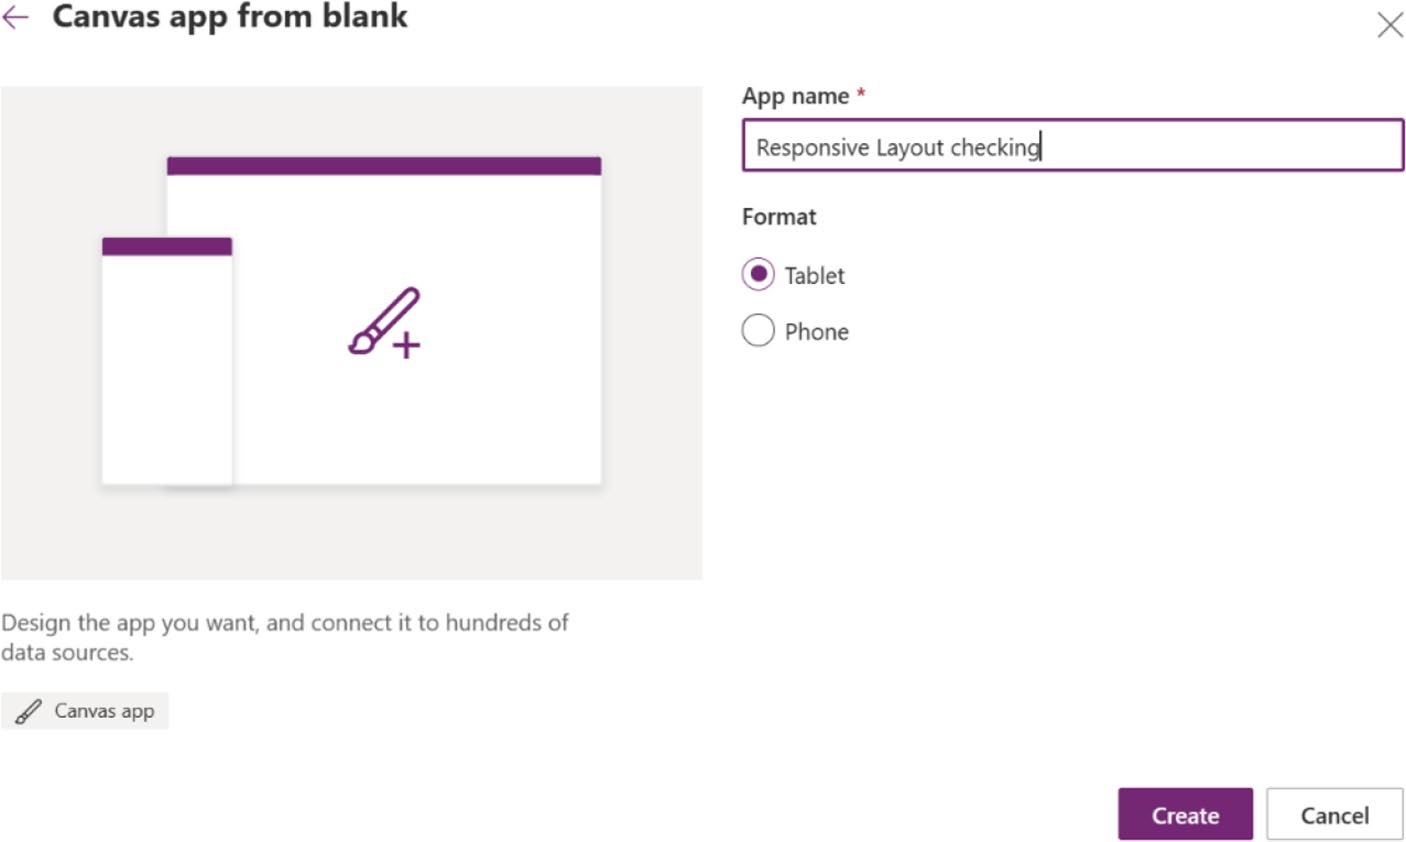 Canvas app from blank
App name *
Responsive Layout checking
Format
Tablet
Phone
Design the app you want, and connect it to hundreds of
data sources.
Canvas app
Create
Cancel